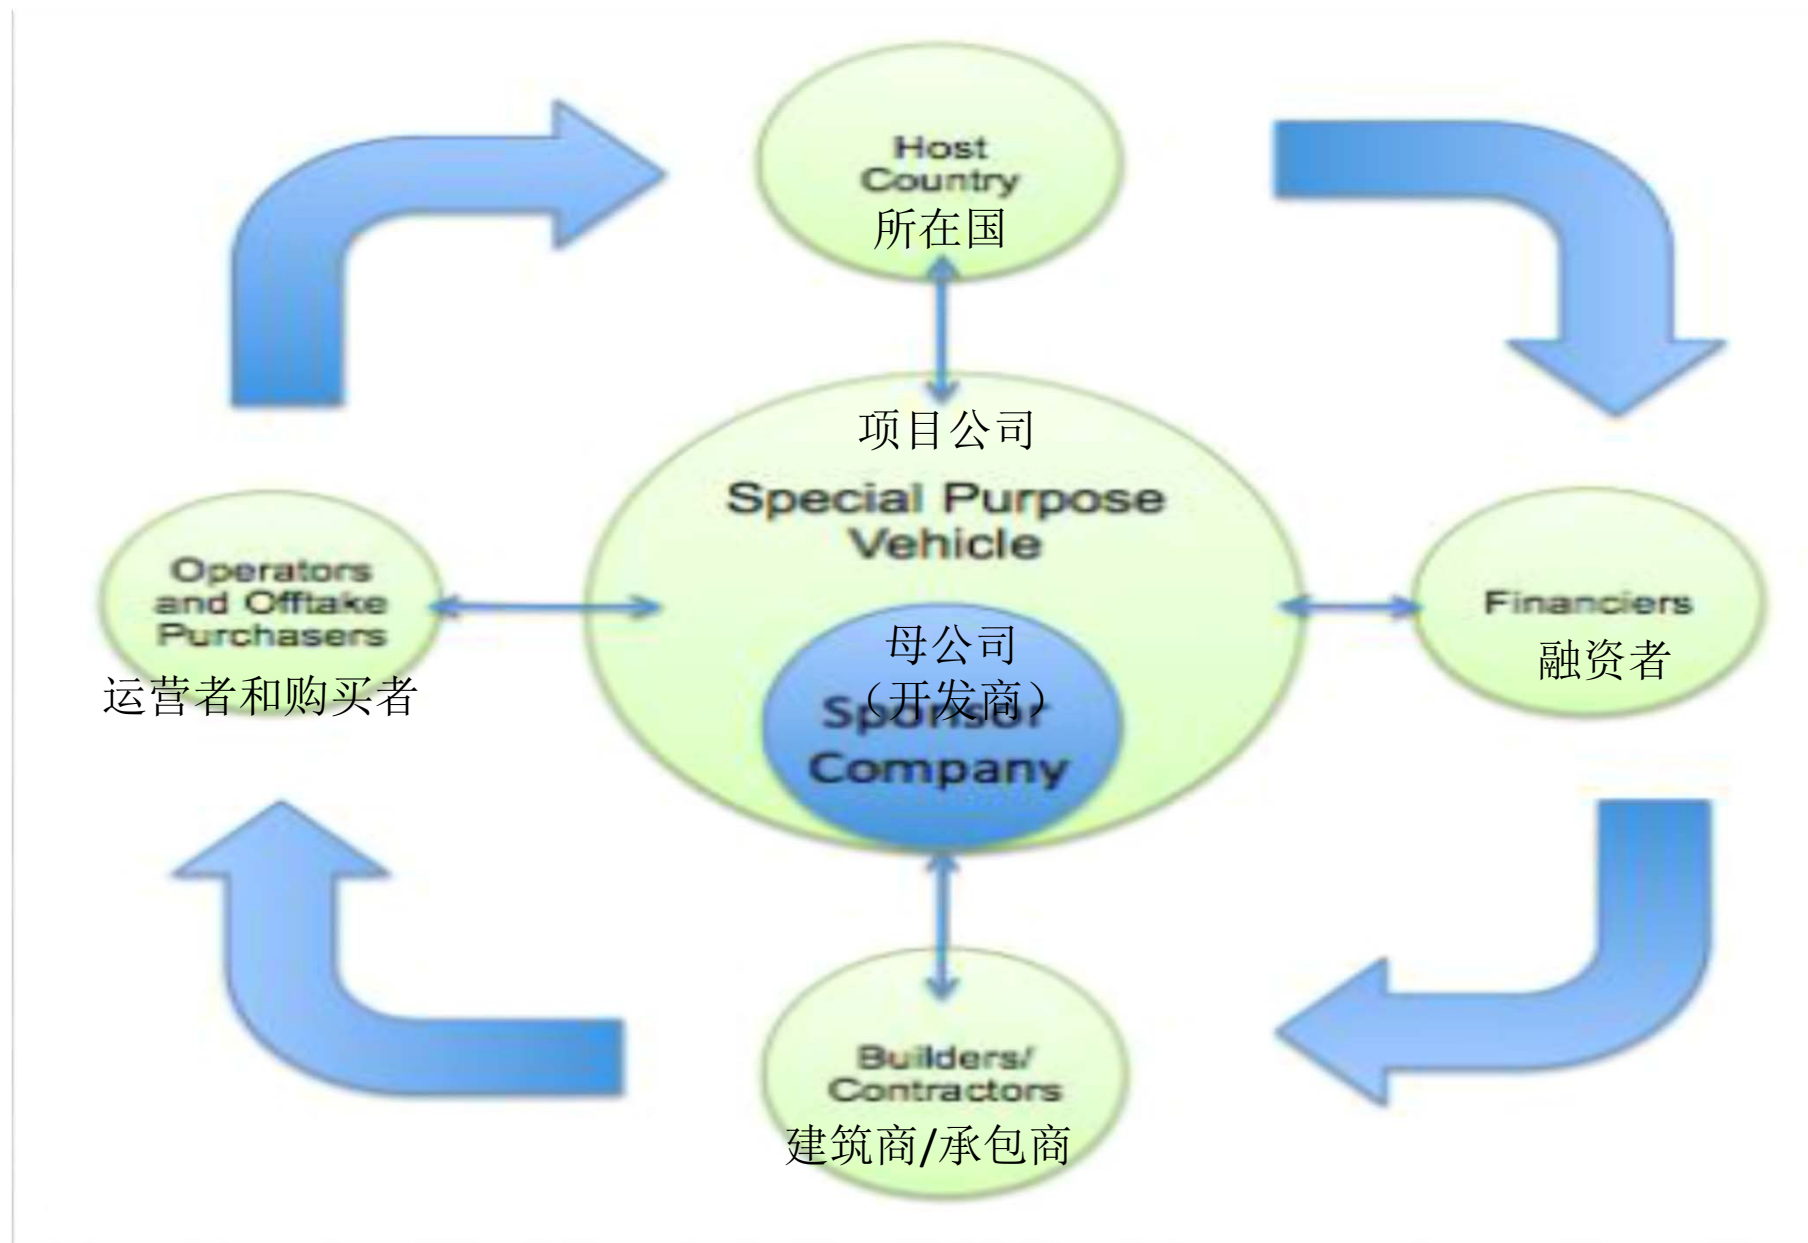 Host
Country
所在国
项目公司
Special Purpose
Vehicle
Operators
and Offtake
Purchasers
运营者和购买者
母公司
（开发商）
Sponsor
Company
Financiers
融资者
Builders/
Contractors
建筑商/承包商